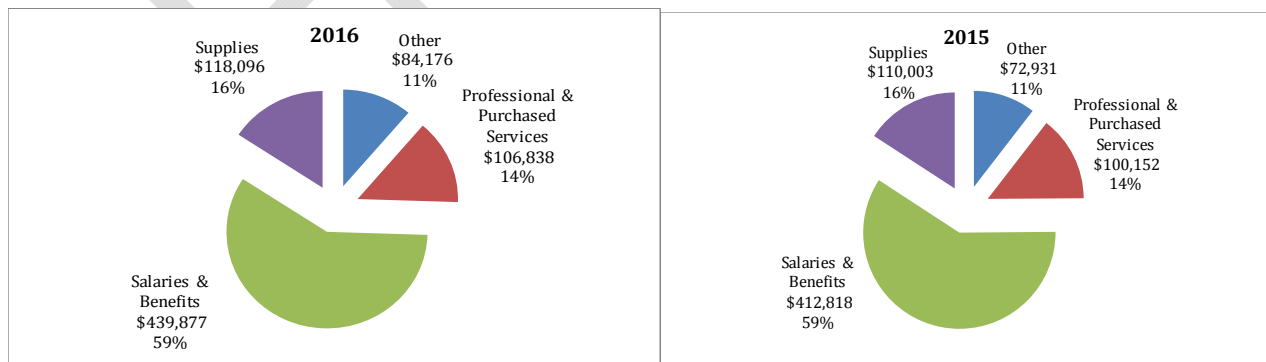 2016
Supplies
$118,096
16%
Other
$84,176
11%
Professional &
Purchased
Services
$106,838
14%
Salaries &
Benefits
$439,877
59%
2015
Supplies
$110,003
16%
Other
$72,931
11%
Professional &
Purchased
Services
$100,152
14%
Salaries &
Benefits
$412,818
59%